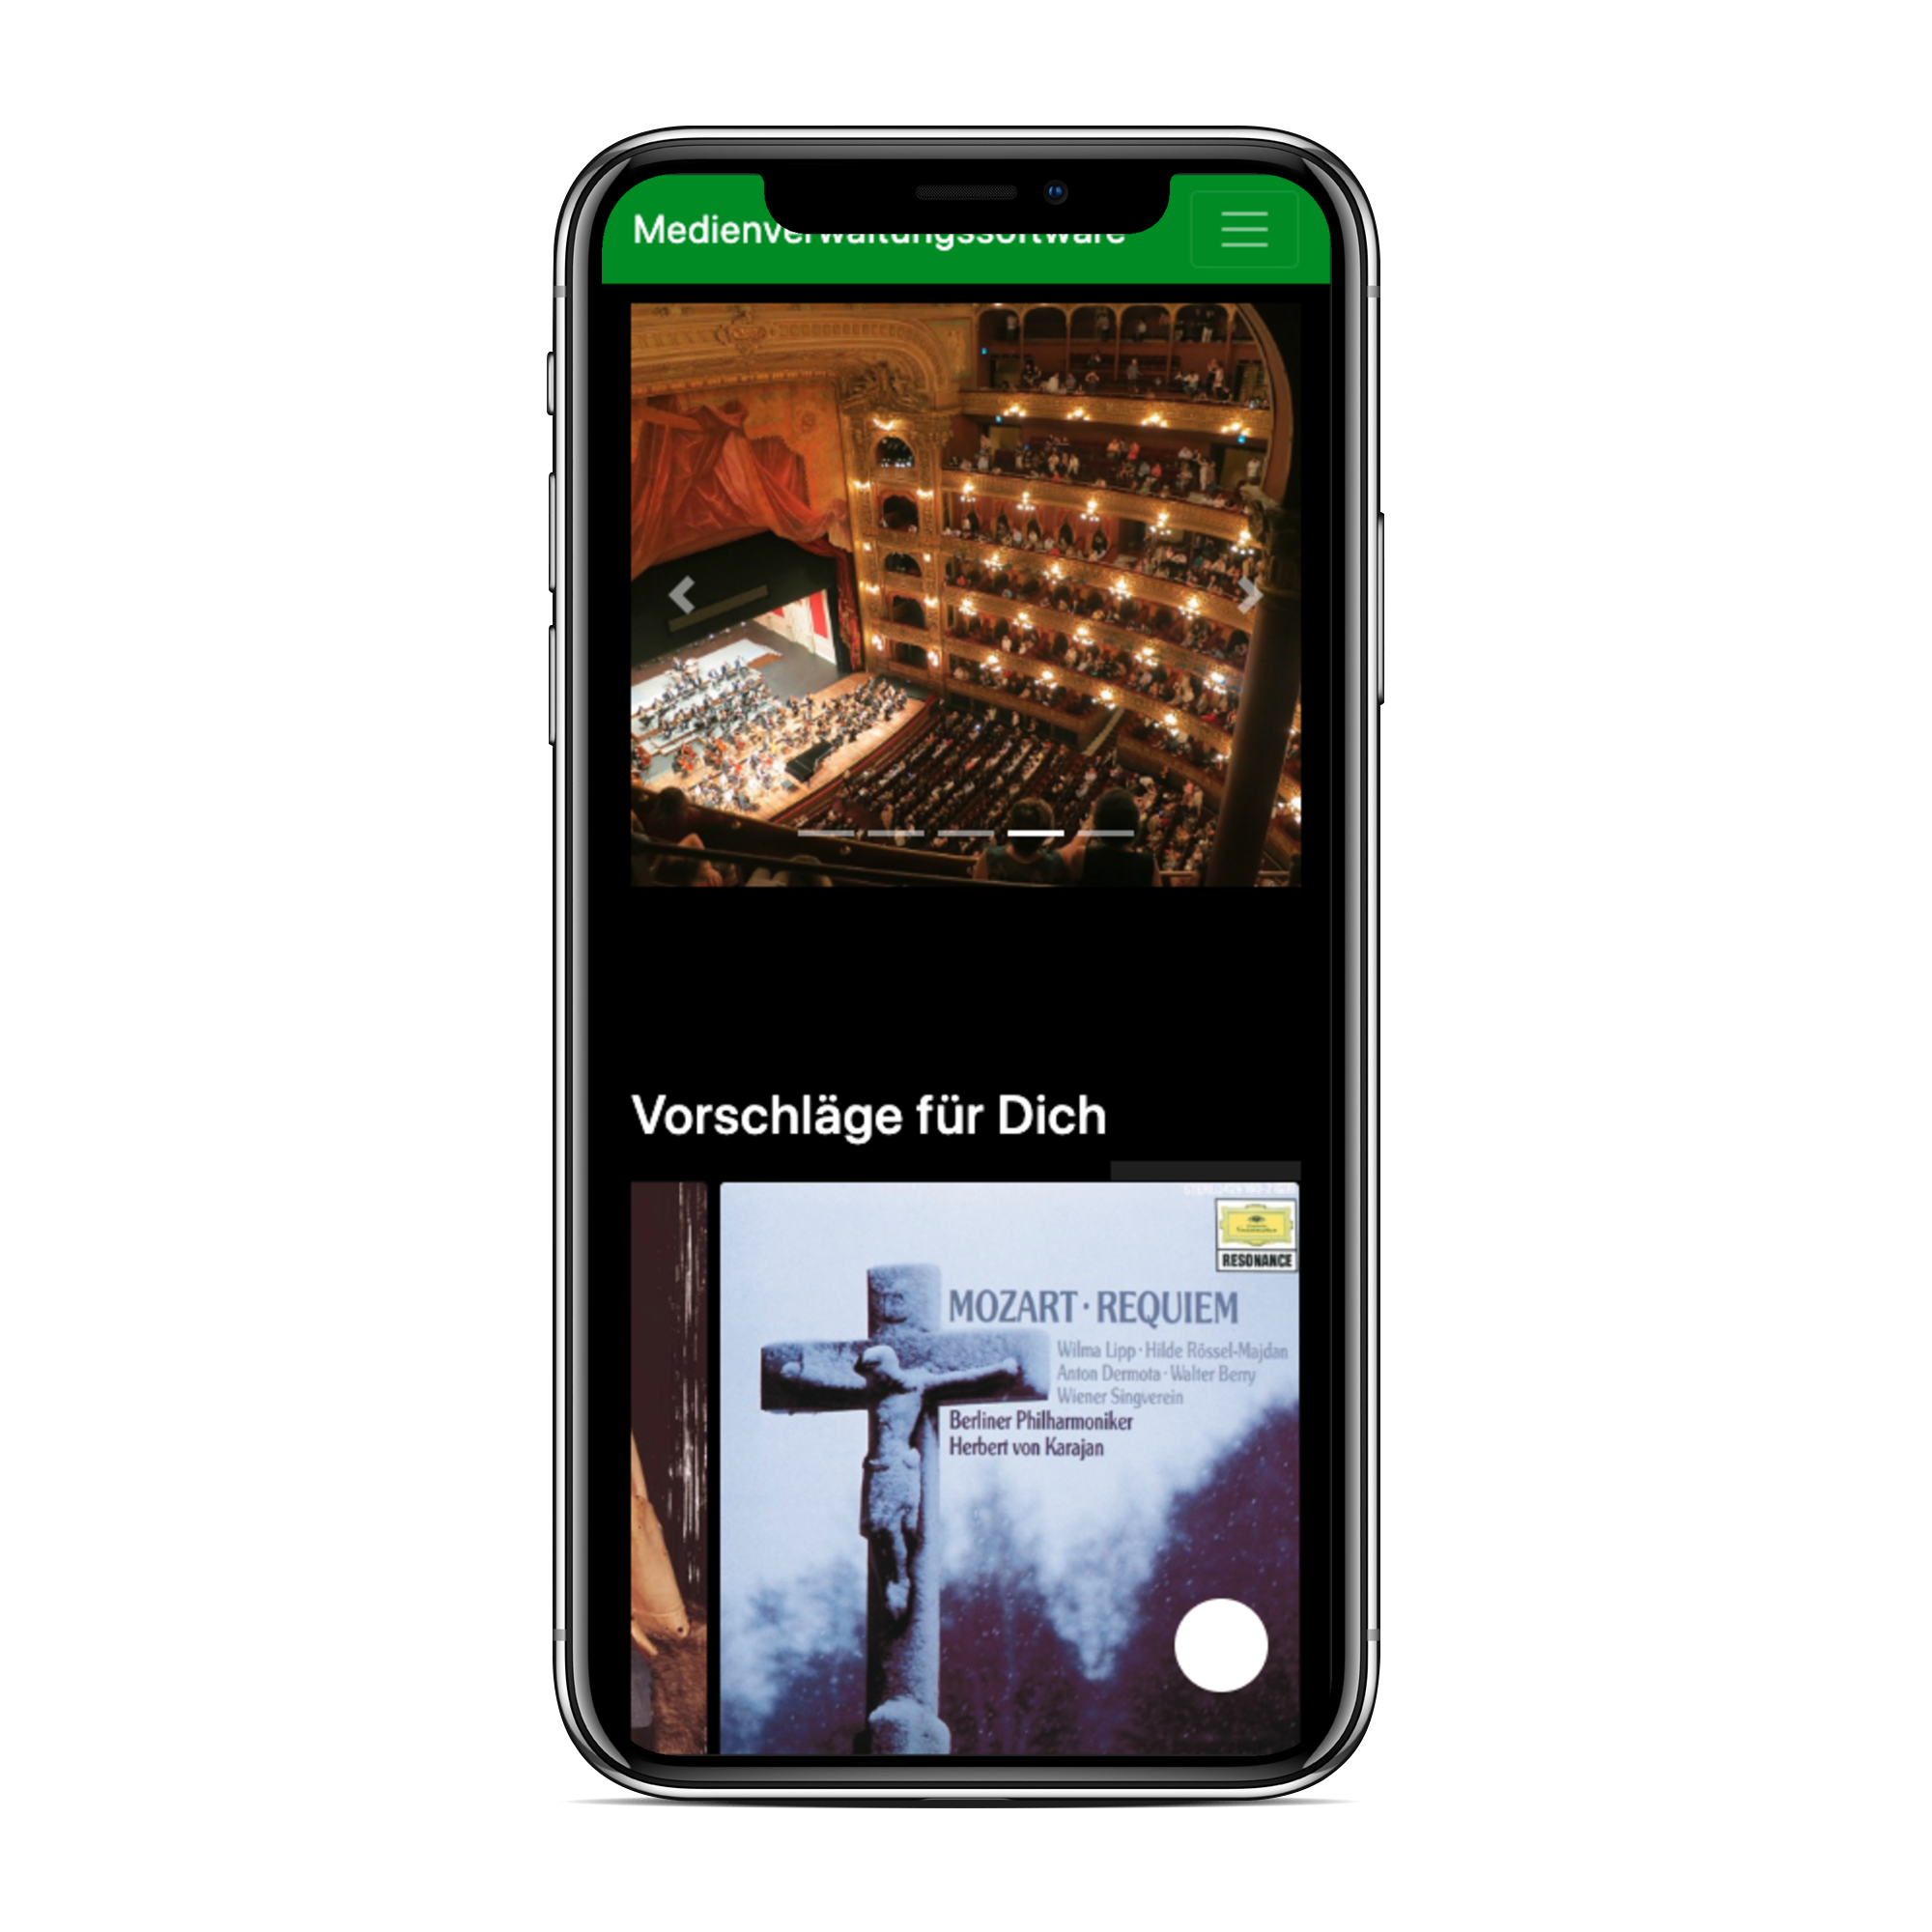 Medienverwaltungssoftware
Vorschläge für Dich
RESONANCE
MOZART · REQUIEM
Wilma Lipp · Hilde Rössel-Majdan
Anton Dermota · Walter Berry
Wiener Singverein
Berliner Philharmoniker
Herbert von Karajan